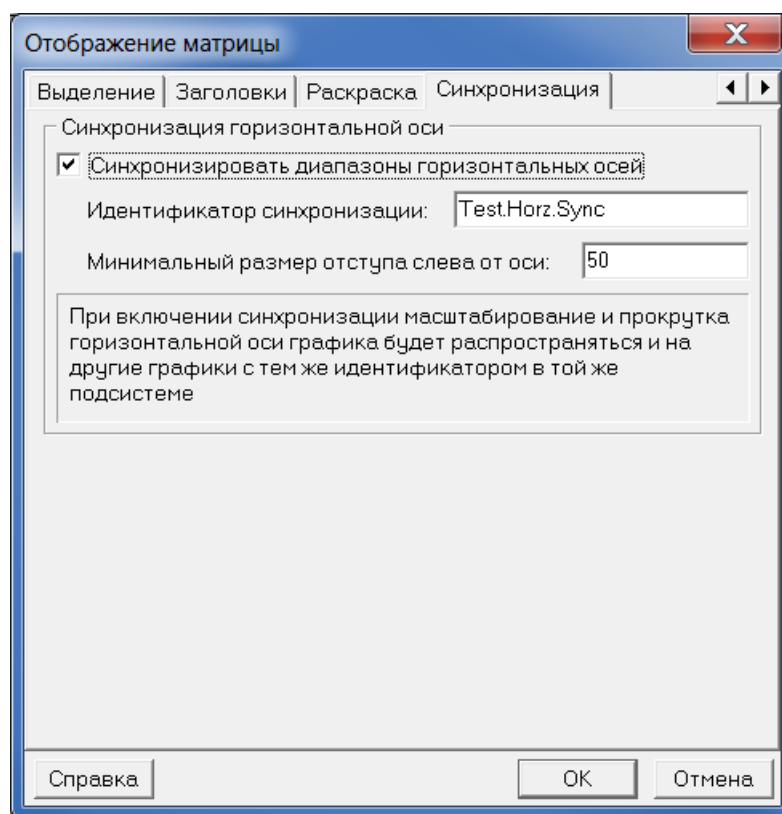 Отображение матрицы
Выделение Заголовки Раскраска Синхронизация
Синхронизация горизонтальной оси
Синхронизировать диапазоны горизонтальных осей
Идентификатор синхронизации: Test.Horz.Sync
Минимальный размер отступа слева от оси: 50
При включении синхронизации масштабирование и прокрутка
горизонтальной оси графика будет распространяться и на
другие графики с тем же идентификатором в той же
подсистеме
Справка OK Отмена